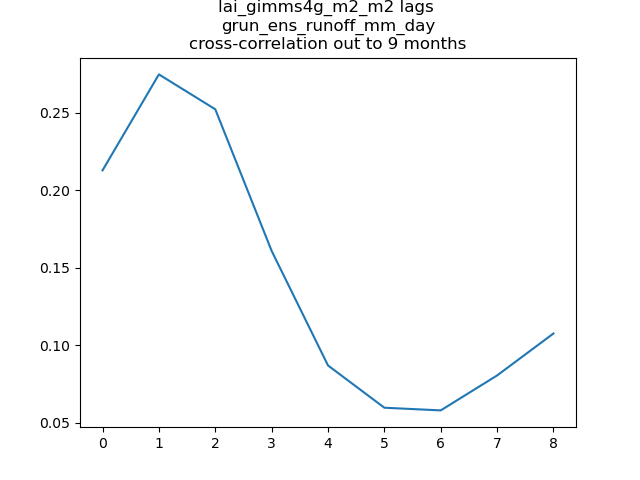 lai_gimms4g_m2_m2 lags
grun_ens_runoff_mm_day
cross-correlation out to 9 months
0.25
0.20
0.15
0.10
0.05
0 1 2 3 4 5 6 7 8